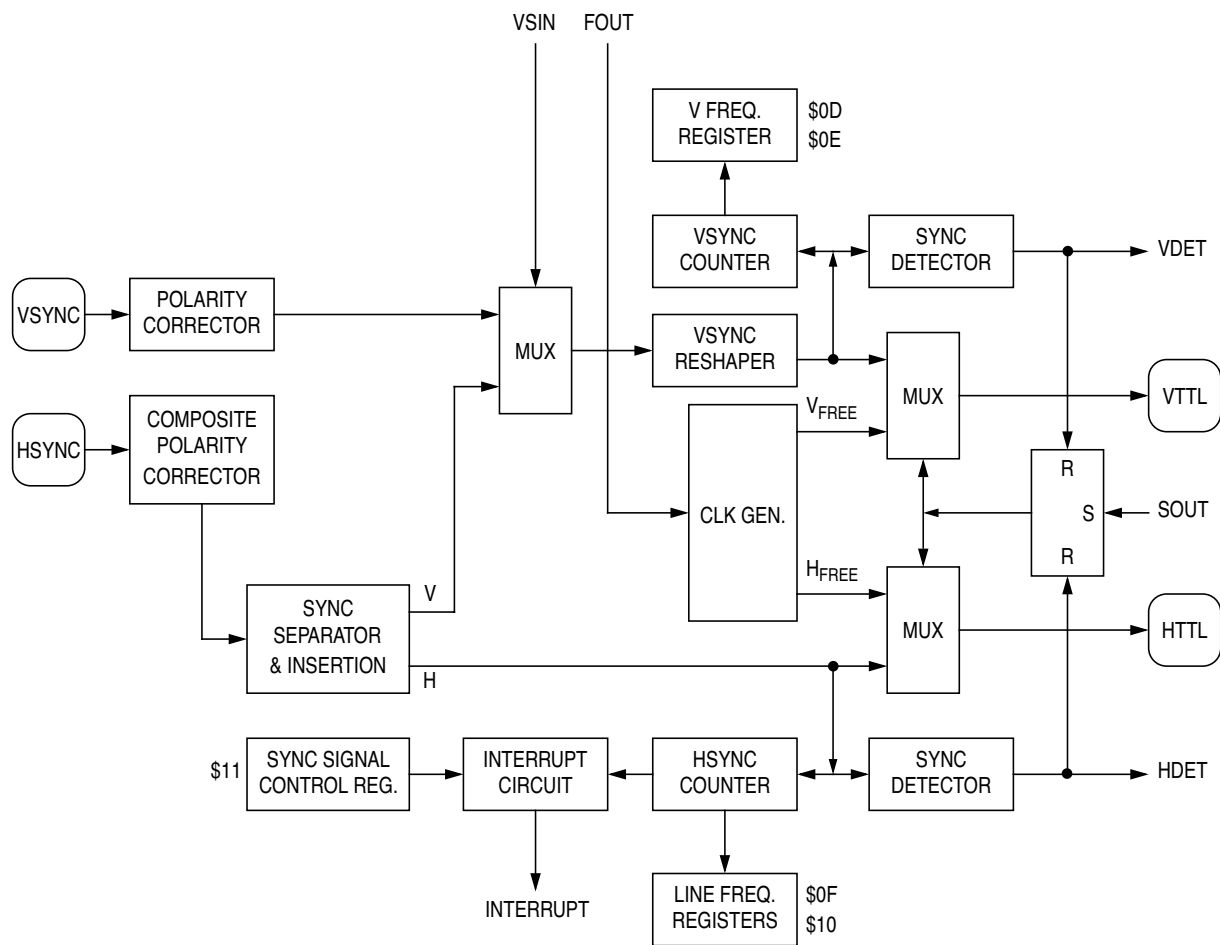 VSIN
FOUT
V FREQ.
REGISTER
$0D
$0E
VSYNC
COUNTER
SYNC
DETECTOR
VDET
VSYNC
POLARITY
CORRECTOR
MUX
VSYNC
RESHAPER
MUX
VTTL
HSYNC
COMPOSITE
POLARITY
CORRECTOR
VFREE
CLK GEN.
R
S
R
SOUT
HFREE
MUX
HTTL
SYNC
SEPARATOR
& INSERTION
V
H
$11
SYNC SIGNAL
CONTROL REG.
INTERRUPT
CIRCUIT
HSYNC
COUNTER
SYNC
DETECTOR
HDET
INTERRUPT
LINE FREQ.
REGISTERS
$0F
$10